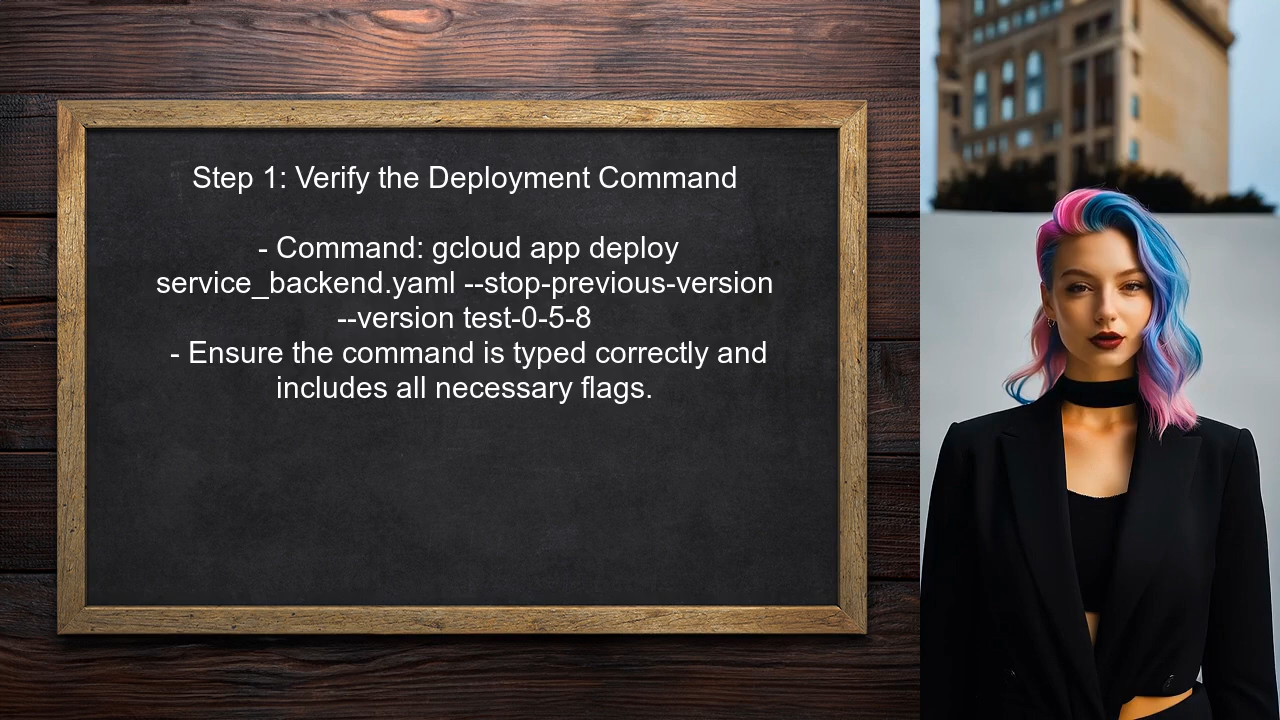 Step 1: Verify the Deployment Command
- Command: gcloud app deploy
service_backend.yaml --stop-previous-version
--version test-0-5-8
- Ensure the command is typed correctly and
includes all necessary flags.